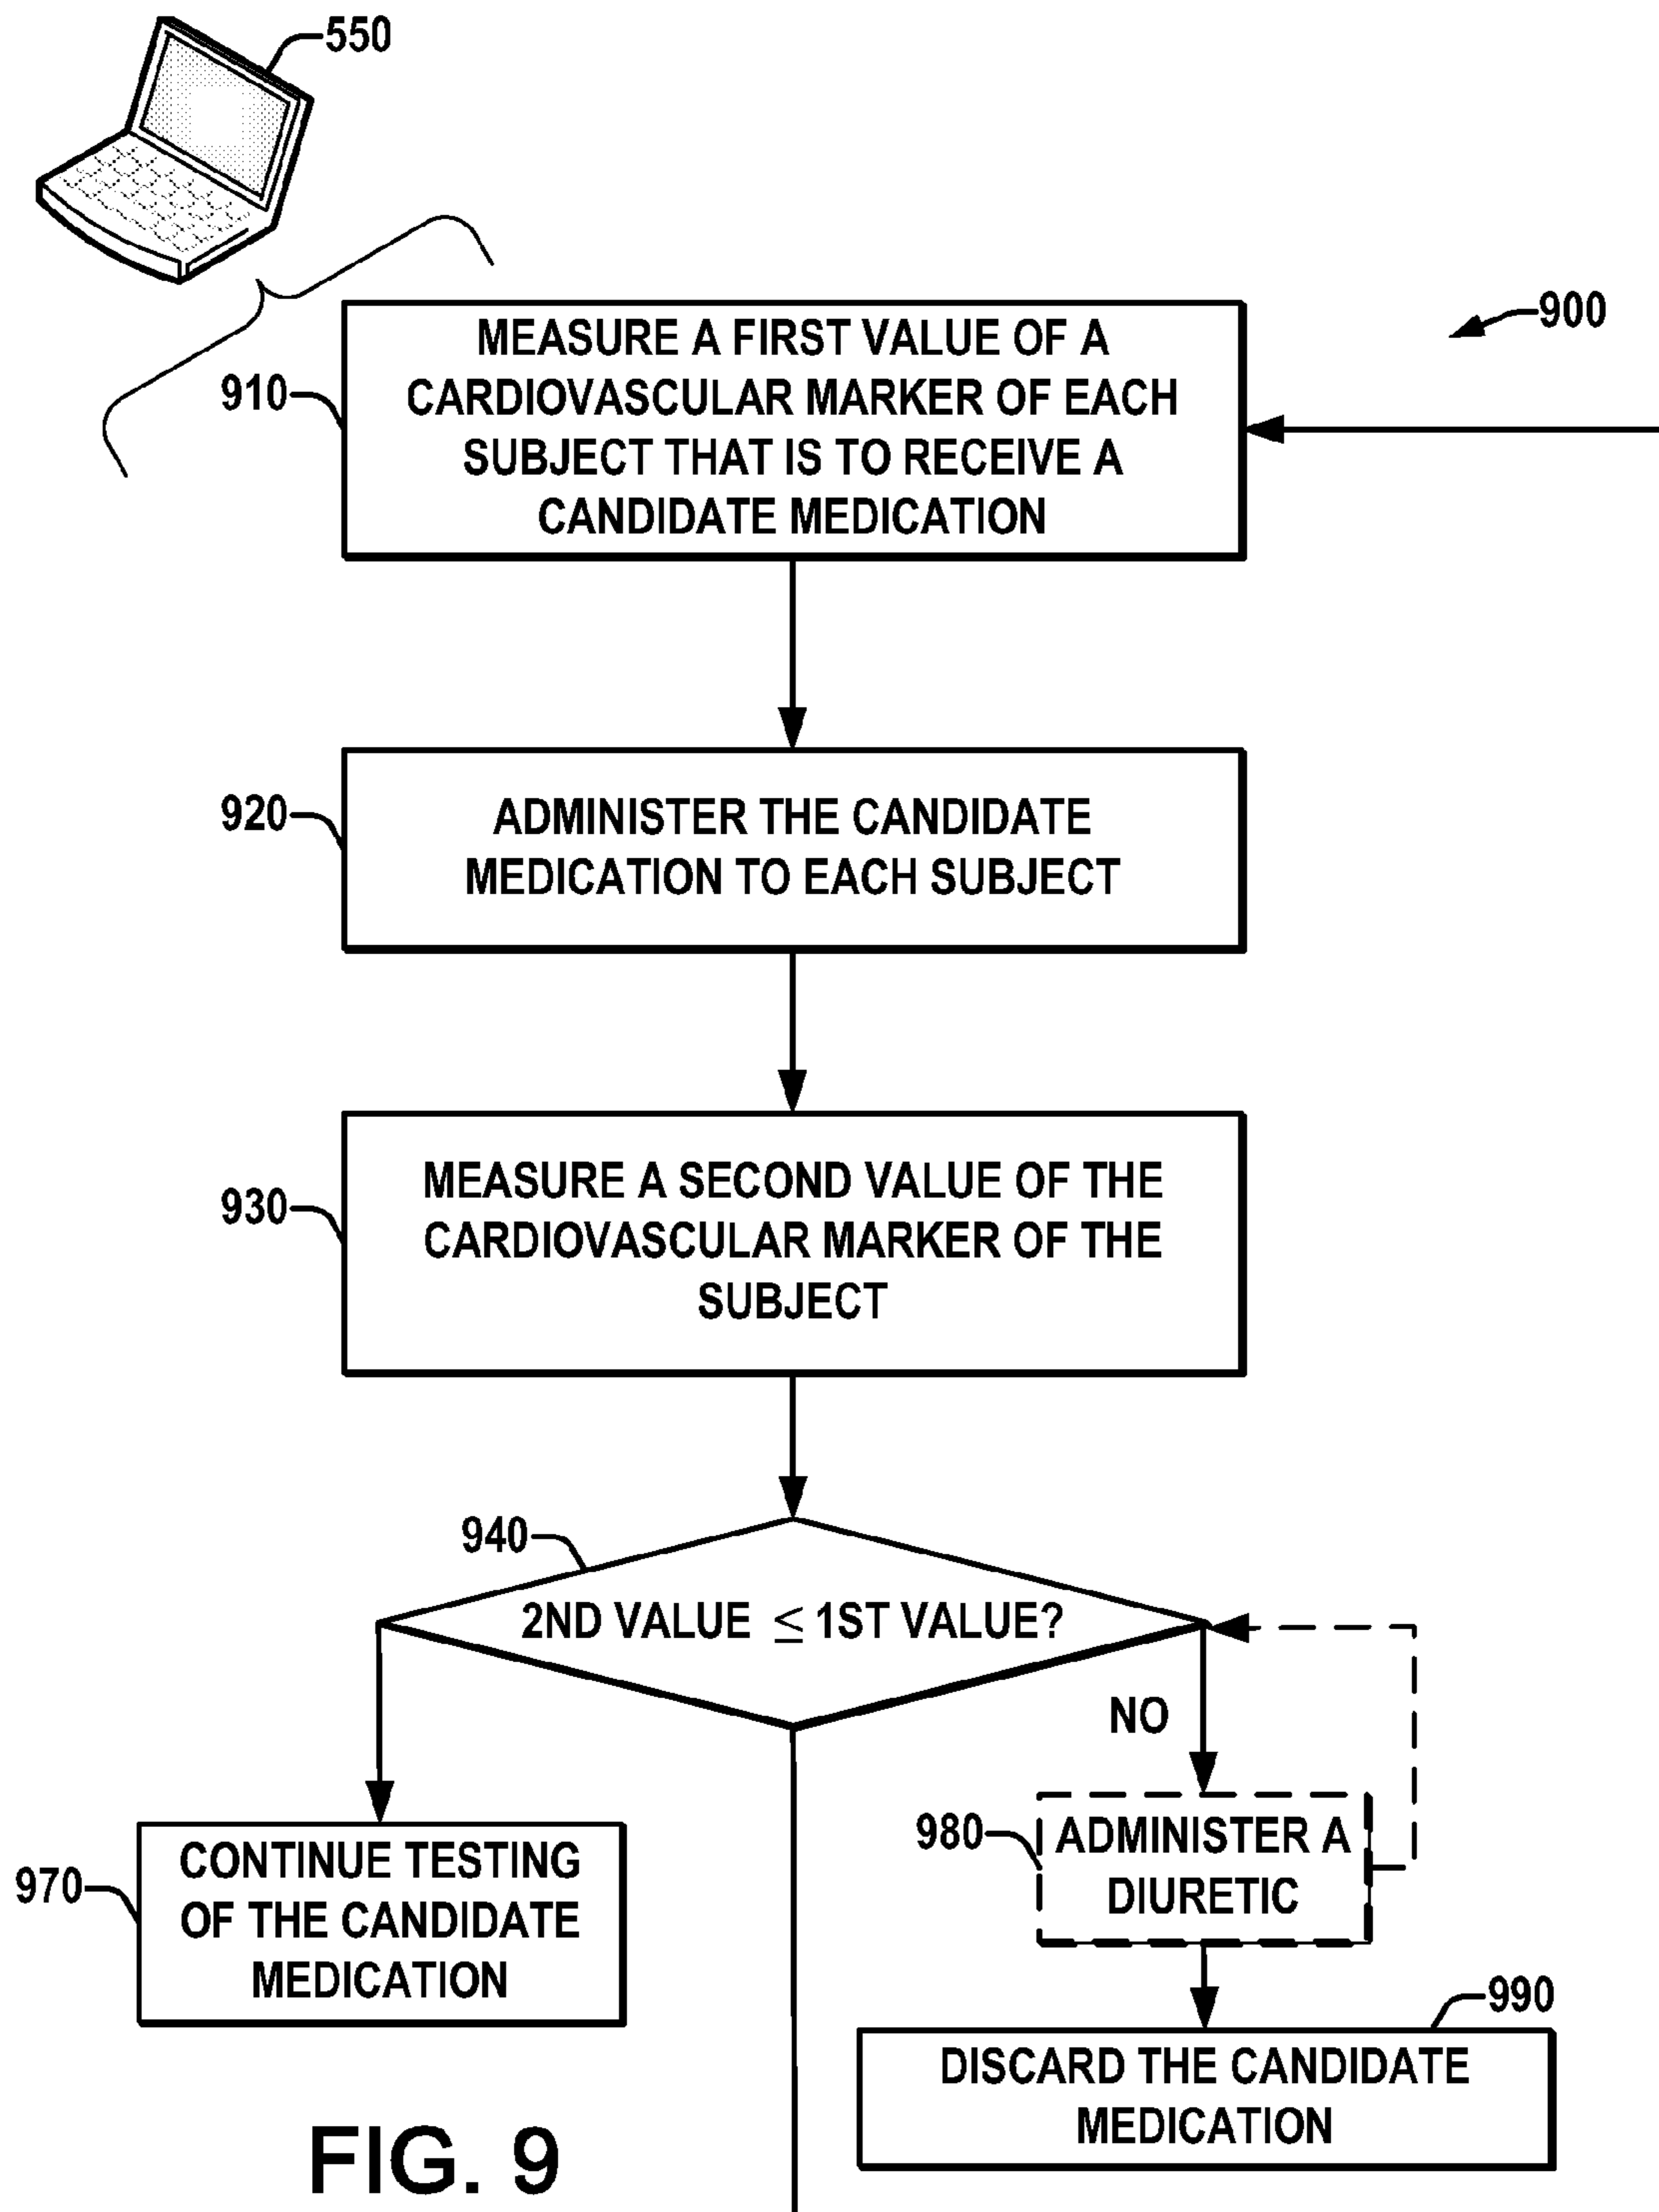 550
900
910
MEASURE A FIRST VALUE OF A
CARDIOVASCULAR MARKER OF EACH
SUBJECT THAT IS TO RECEIVE A
CANDIDATE MEDICATION
920
ADMINISTER THE CANDIDATE
MEDICATION TO EACH SUBJECT
930
MEASURE A SECOND VALUE OF THE
CARDIOVASCULAR MARKER OF THE
SUBJECT
940
2ND VALUE ≤ 1ST VALUE?
NO
970
CONTINUE TESTING
OF THE CANDIDATE
MEDICATION
980
ADMINISTER A
DIURETIC
990
DISCARD THE CANDIDATE
MEDICATION
FIG. 9